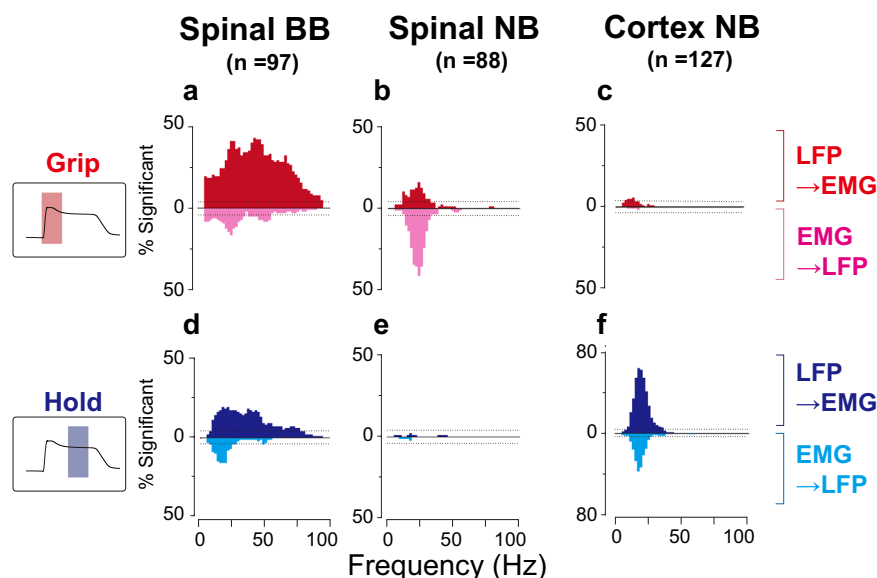 Spinal BB
Spinal NB
Cortex NB
(n =97)
(n =88)
(n =127)
a
b
c
50
50
50
Grip
% Significant
0
0
0
50
50
50
LFP
→EMG
EMG
→LFP
d
e
f
50
50
80
Hold
% Significant
0
0
0
50
50
80
LFP
→EMG
EMG
→LFP
0 50 100
0 50 100
0 50 100
Frequency (Hz)